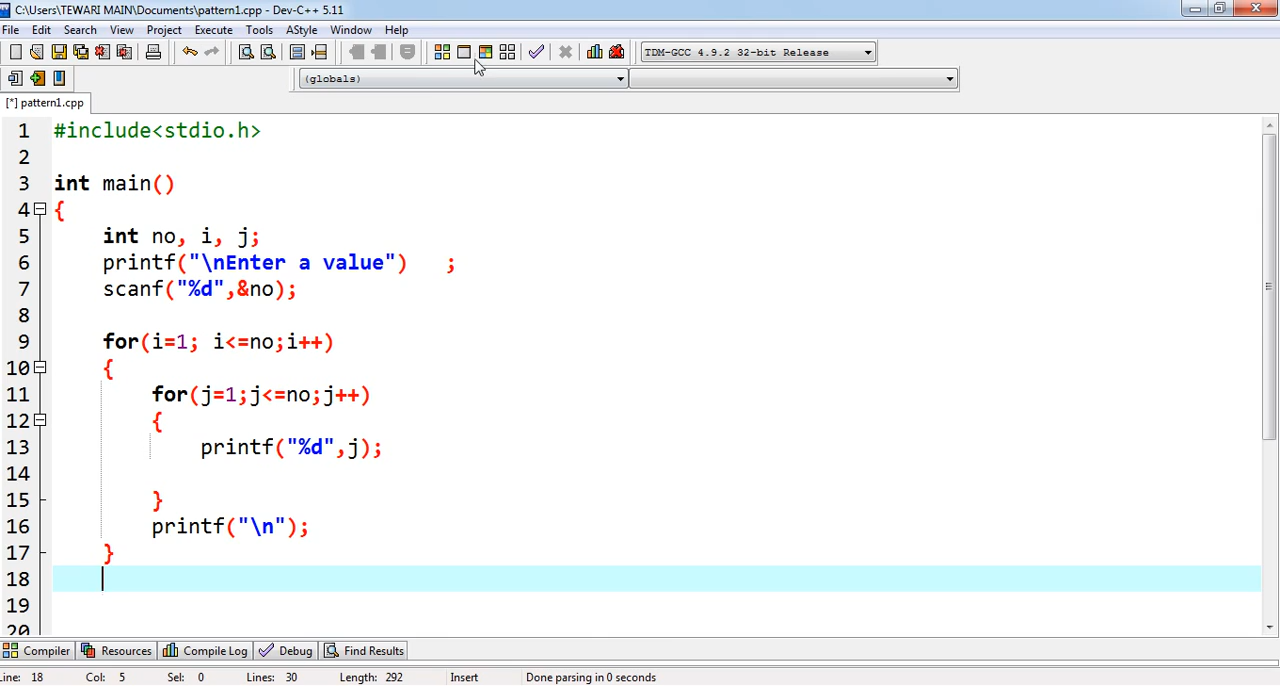 C:\Users\TEWARI MAIN\Documents\pattern1.cpp - Dev-C++ 5.11
File Edit Search View Project Execute Tools AStyle Window Help
TDM-GCC 4.9.2 32-bit Release
(globals)
[*] pattern1.cpp
1 #include<stdio.h>
2
3 int main()
4 {
5 int no, i, j;
6 printf("\nEnter a value") ;
7 scanf("%d",&no);
8
9 for(i=1; i<=no;i++)
10 {
11 for(j=1;j<=no;j++)
12 {
13 printf("%d",j);
14
15 }
16 printf("\n");
17 }
18
19
20
Compiler Resources Compile Log Debug Find Results
Line: 18 Col: 5 Sel: 0 Lines: 30 Length: 292 Insert Done parsing in 0 seconds